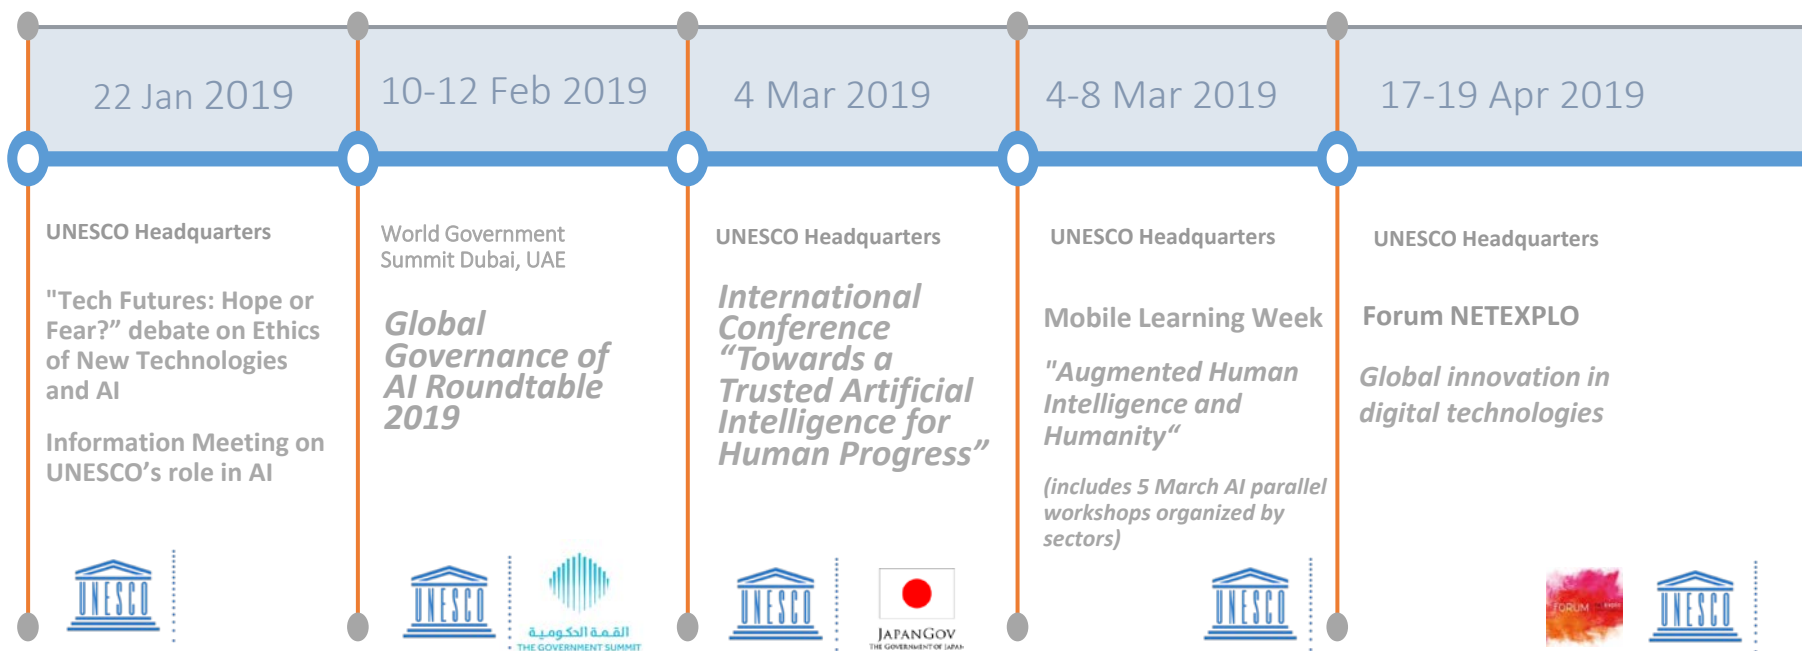 22 Jan 2019
10-12 Feb 2019
4 Mar 2019
4-8 Mar 2019
17-19 Apr 2019
UNESCO Headquarters
"Tech Futures: Hope or
Fear?” debate on Ethics
of New Technologies
and AI
Information Meeting on
UNESCO’s role in AI
UNESCO
World Government
Summit Dubai, UAE
Global
Governance of
AI Roundtable
2019
UNESCO
القمة الحكومية
THE GOVERNMENT SUMMIT
UNESCO Headquarters
International
Conference
“Towards a
Trusted Artificial
Intelligence for
Human Progress”
UNESCO
JAPANGOV
THE GOVERNMENT OF JAPAN
UNESCO Headquarters
Mobile Learning Week
"Augmented Human
Intelligence and
Humanity“
(includes 5 March AI parallel
workshops organized by
sectors)
UNESCO
UNESCO Headquarters
Forum NETEXPLO
Global innovation in
digital technologies
FORUM
UNESCO